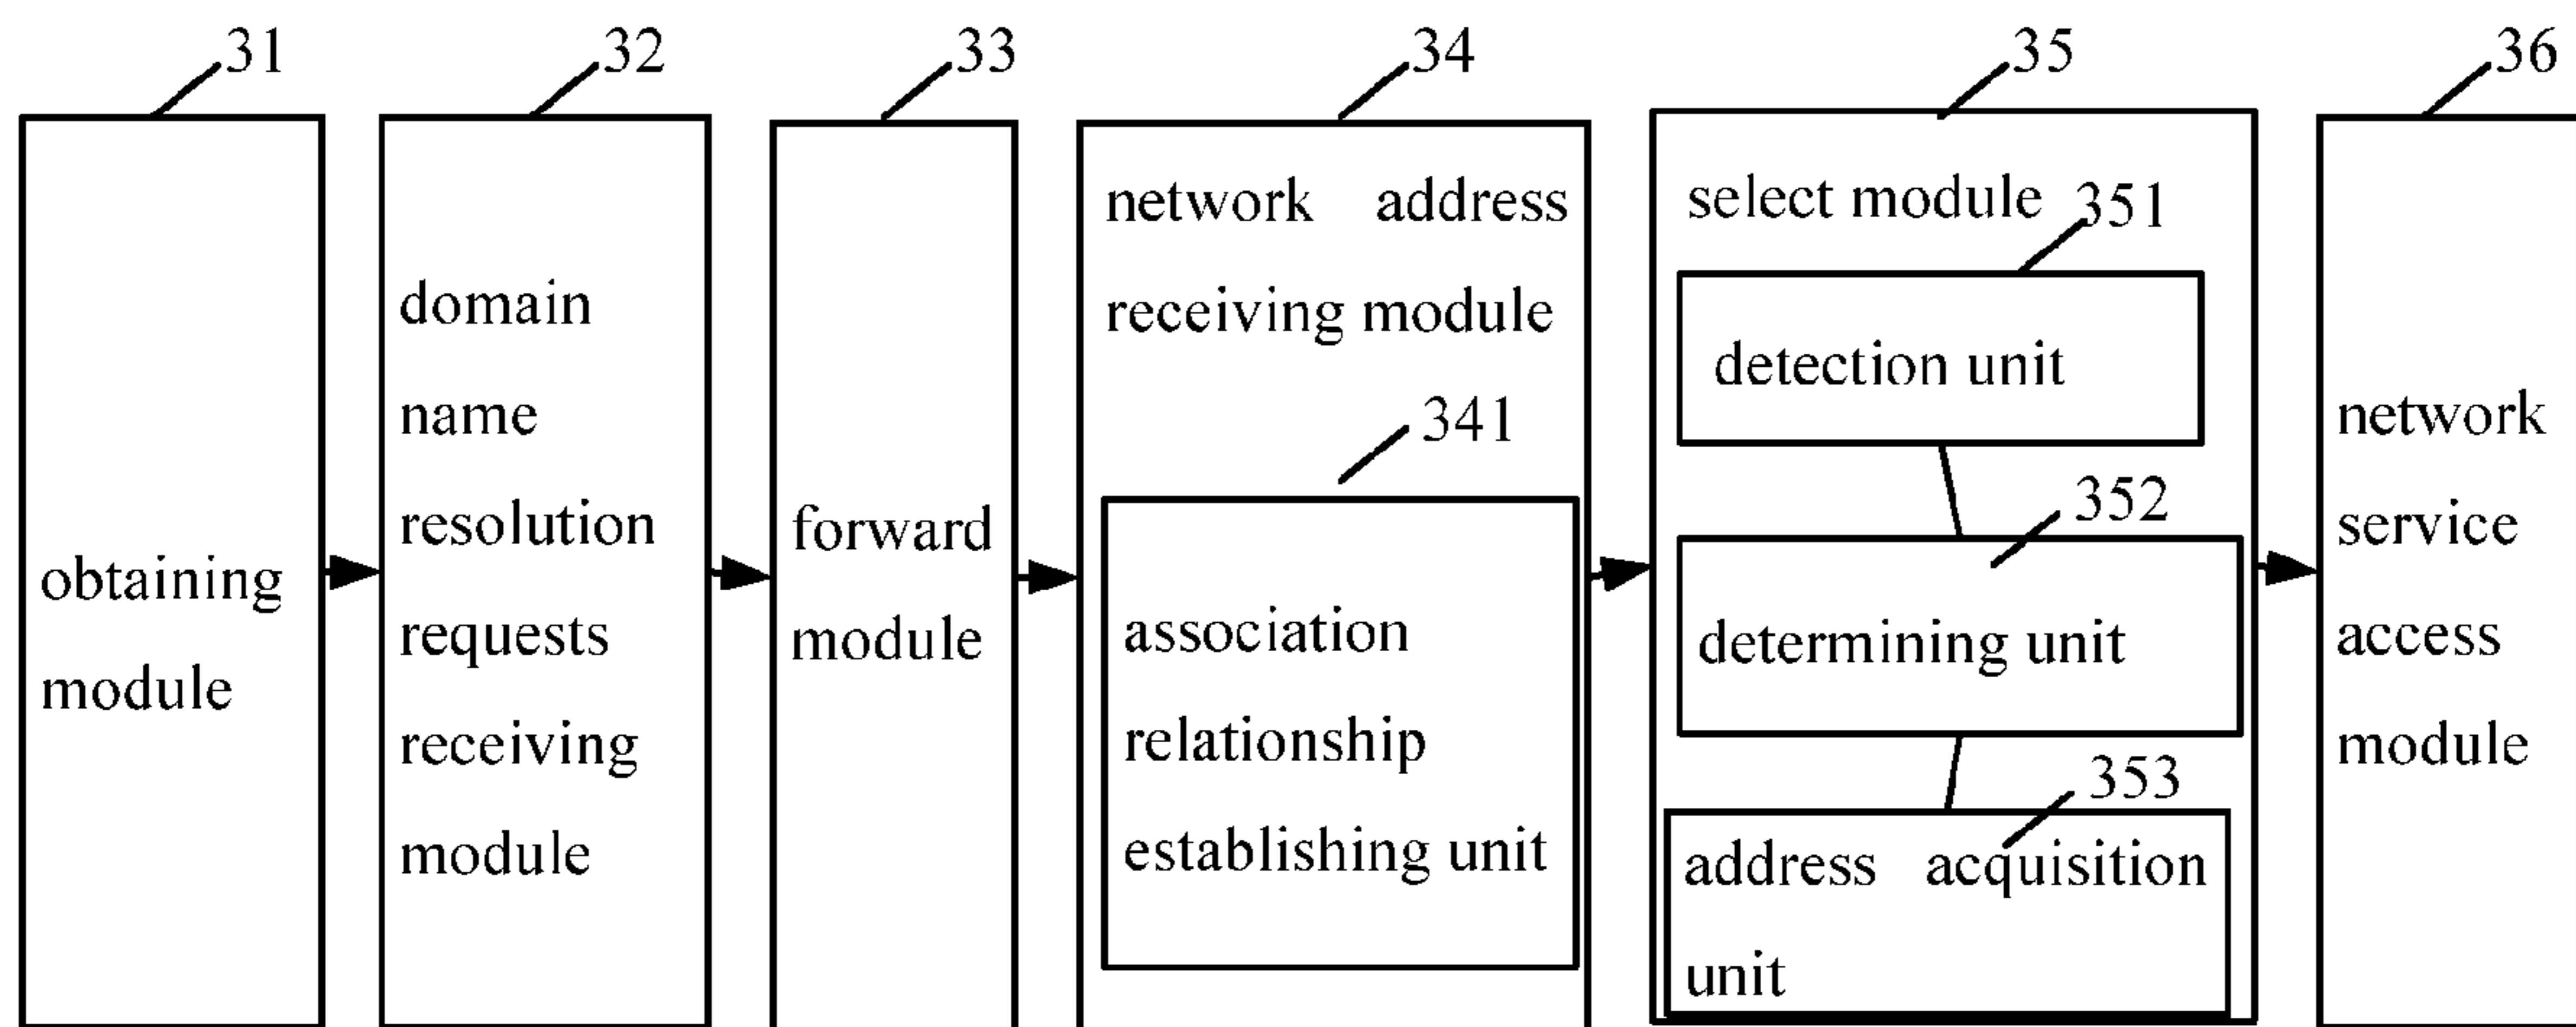 31
32
33
34
35
36
obtaining
module
domain
name
resolution
requests
receiving
module
forward
module
network address
receiving module
341
association
relationship
establishing unit
select module
351
detection unit
352
determining unit
353
address acquisition
unit
network
service
access
module